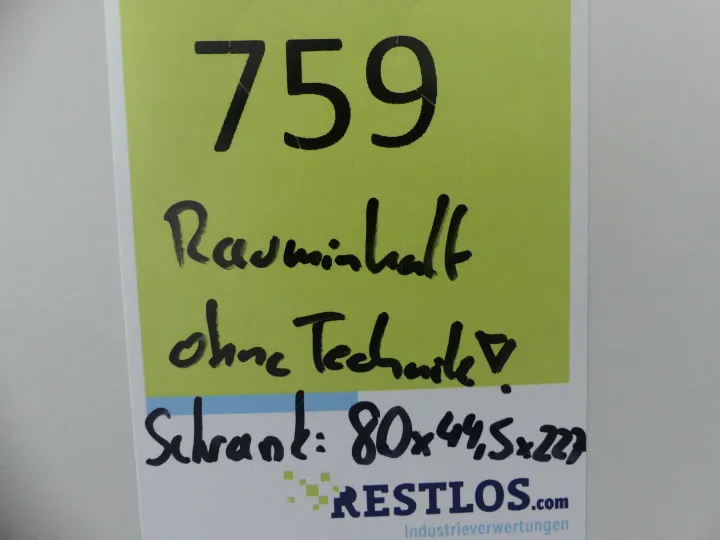 759
Rauminhalt
ohne Technik!
Schrank: 80x44,5x227
RESTLOS.com
Industrieverwertungen